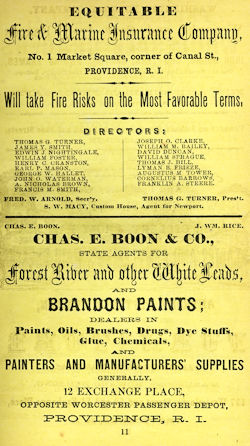 EQUITABLE
Fire & Marine Insurance Company,
No. 1 Market Square, corner of Canal St.,
PROVIDENCE, R. I.
Will take Fire Risks on the Most Favorable Terms.
DIRECTORS:
THOMAS G. TURNER,
JAMES Y. SMITH,
EDWIN J. NIGHTINGALE,
WILLIAM FOSTER,
HENRY C. CRANSTON,
EARL P. MASON,
GEORGE W. HALLET,
JOHN O. WATERMAN,
A. NICHOLAS BROWN,
FRANCIS M. SMITH,
JOSEPH O. CLARKE,
WILLIAM M. BAILEY,
DAVID DUNCAN,
WILLIAM SPRAGUE,
THOMAS J. HILL,
LYMAN B. FRIEZE,
AUGUSTUS M. TOWER,
CORNELIUS BARROWS,
FRANKLIN A. STEERE.
FRED. W. ARNOLD, Secr'y. THOMAS G. TURNER, Pres't.
S. W. MACY, Custom House, Agent for Newport.
CHAS. E. BOON. J. WM. RICE.
CHAS. E. BOON & CO.,
STATE AGENTS FOR
Forest River and other White Leads,
AND
BRANDON PAINTS;
DEALERS IN
Paints, Oils, Brushes, Drugs, Dye Stuffs,
Glue, Chemicals,
AND
PAINTERS AND MANUFACTURERS' SUPPLIES
GENERALLY,
12 EXCHANGE PLACE,
OPPOSITE WORCESTER PASSENGER DEPOT,
PROVIDENCE, R. I.
11